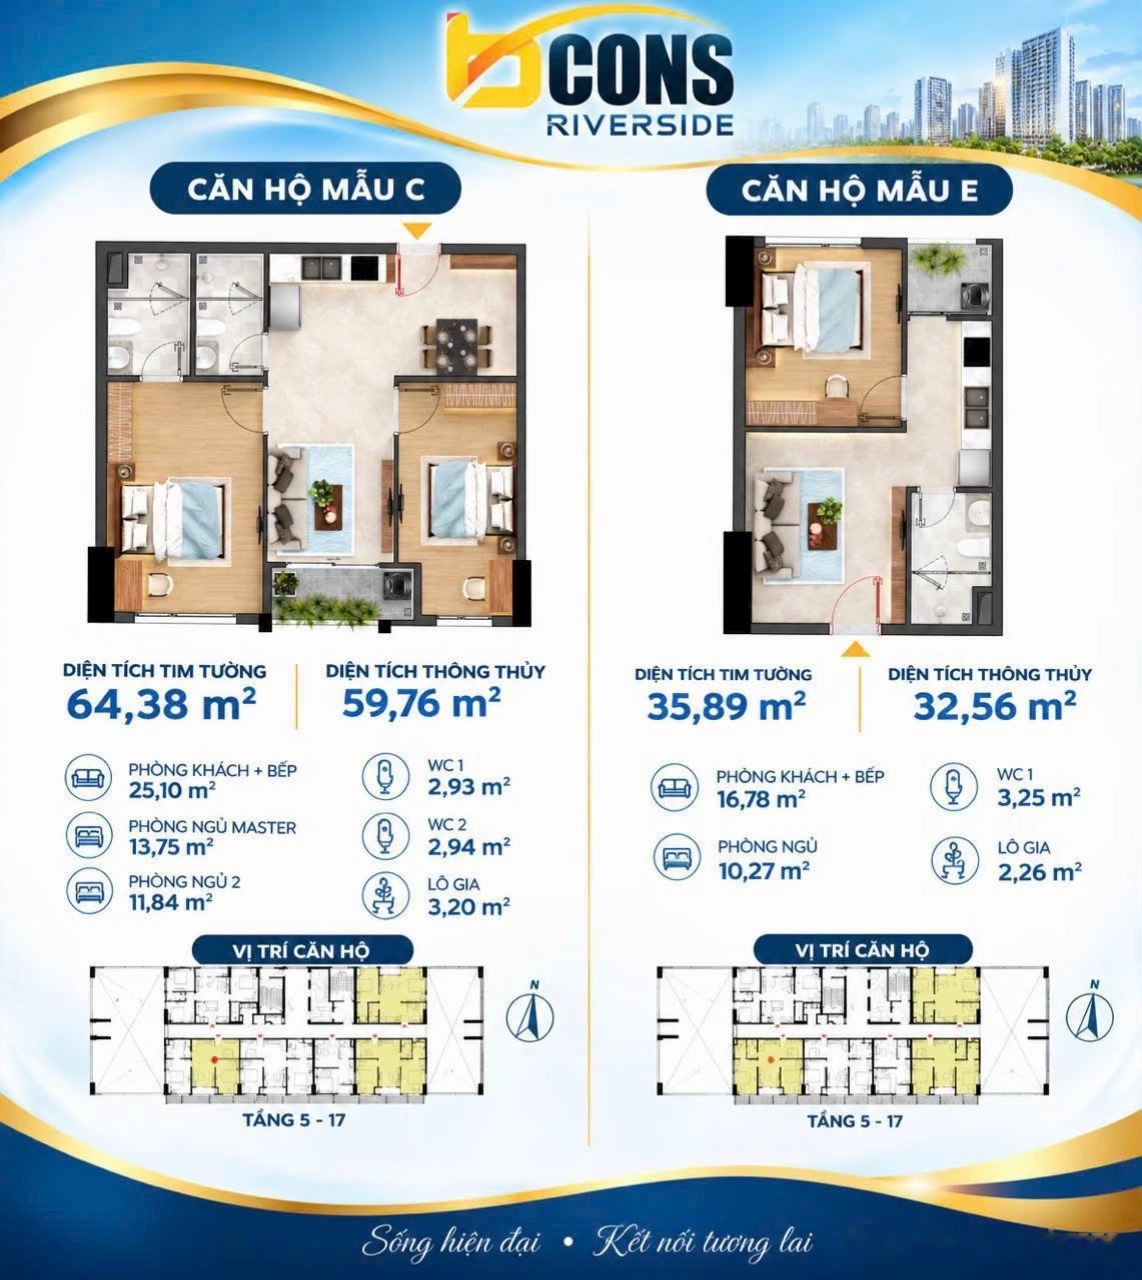 bCONS
RIVERSIDE
CĂN HỘ MẪU C
DIỆN TÍCH TIM TƯỜNG
64,38 m²
DIỆN TÍCH THÔNG THỦY
59,76 m²
PHÒNG KHÁCH + BẾP
25,10 m²
PHÒNG NGỦ MASTER
13,75 m²
PHÒNG NGỦ 2
11,84 m²
WC 1
2,93 m²
WC 2
2,94 m²
LÔ GIA
3,20 m²
VỊ TRÍ CĂN HỘ
N
TẦNG 5 - 17
CĂN HỘ MẪU E
DIỆN TÍCH TIM TƯỜNG
35,89 m²
DIỆN TÍCH THÔNG THỦY
32,56 m²
PHÒNG KHÁCH + BẾP
16,78 m²
PHÒNG NGỦ
10,27 m²
WC 1
3,25 m²
LÔ GIA
2,26 m²
VỊ TRÍ CĂN HỘ
N
TẦNG 5 - 17
Sống hiện đại • Kết nối tương lai